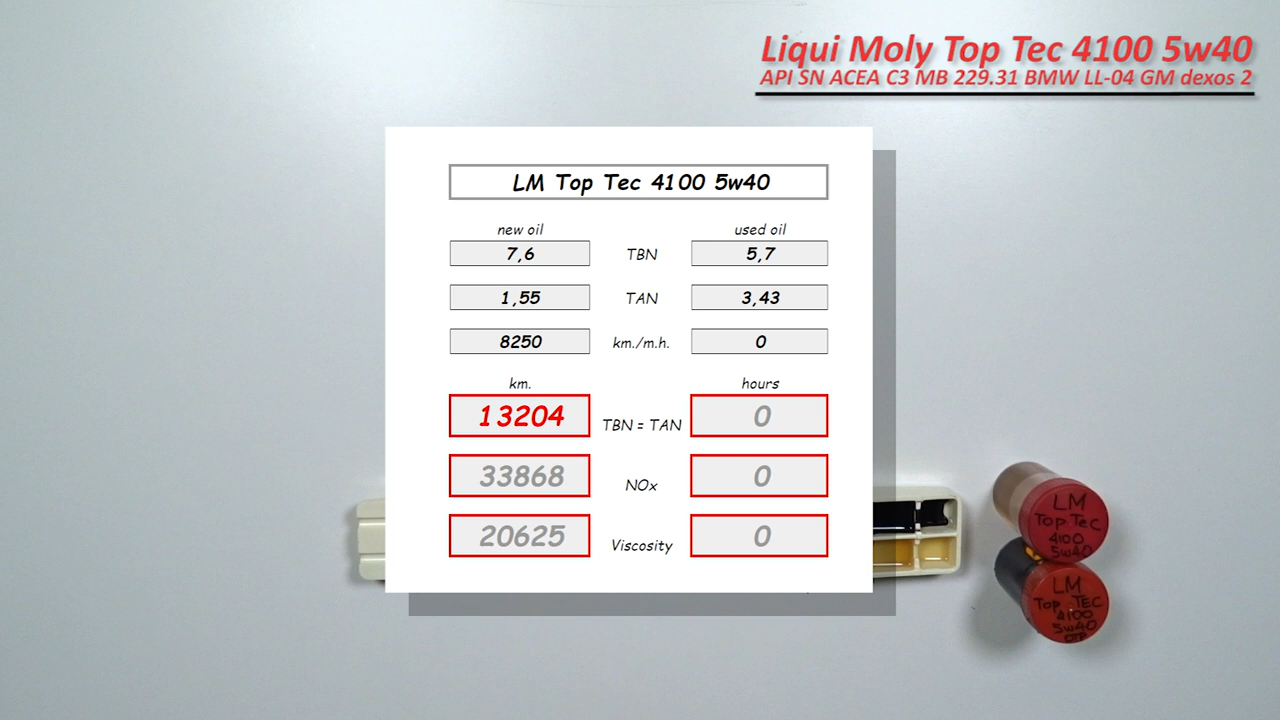 Liqui Moly Top Tec 4100 5w40
API SN ACEA C3 MB 229.31 BMW LL-04 GM dexos 2
LM Top Tec 4100 5w40
new oil used oil
7,6 TBN 5,7
1,55 TAN 3,43
8250 km./m.h. 0
km. hours
13204 TBN = TAN 0
33868 NOx 0
20625 Viscosity 0
LM
Top Tec
4100
5w40
LM
Top TEC
4100
5w40